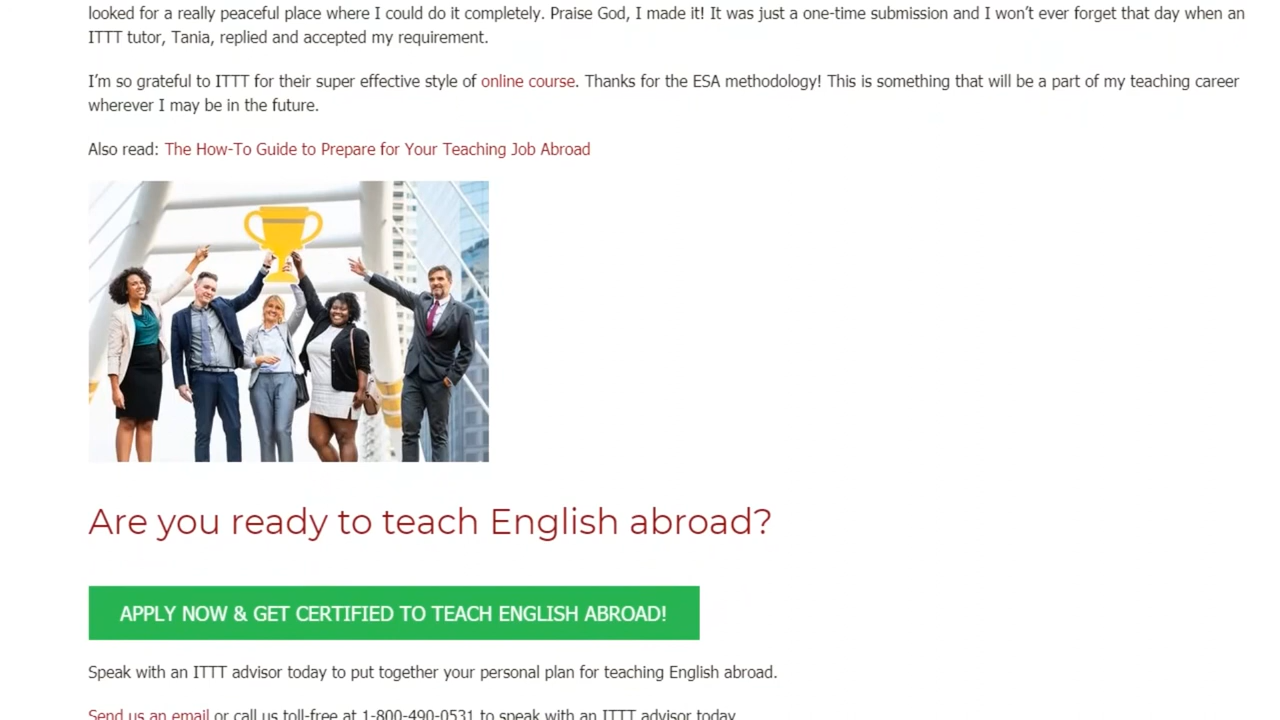 looked for a really peaceful place where I could do it completely. Praise God, I made it! It was just a one-time submission and I won't ever forget that day when an
ITTT tutor, Tania, replied and accepted my requirement.
I'm so grateful to ITTT for their super effective style of online course. Thanks for the ESA methodology! This is something that will be a part of my teaching career
wherever I may be in the future.
Also read: The How-To Guide to Prepare for Your Teaching Job Abroad
Are you ready to teach English abroad?
APPLY NOW & GET CERTIFIED TO TEACH ENGLISH ABROAD!
Speak with an ITTT advisor today to put together your personal plan for teaching English abroad.
Send us an email or call us toll-free at 1-800-490-0531 to speak with an ITTT advisor today.